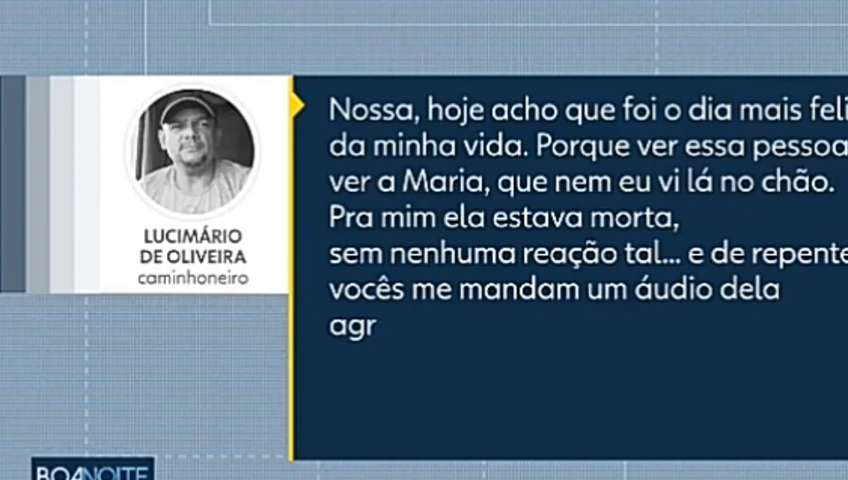 LUCIMÁRIO
DE OLIVEIRA
caminhoneiro
Nossa, hoje acho que foi o dia mais feli
da minha vida. Porque ver essa pessoa
ver a Maria, que nem eu vi lá no chão.
Pra mim ela estava morta,
sem nenhuma reação tal... e de repente
vocês me mandam um áudio dela
agr
BOANOITE